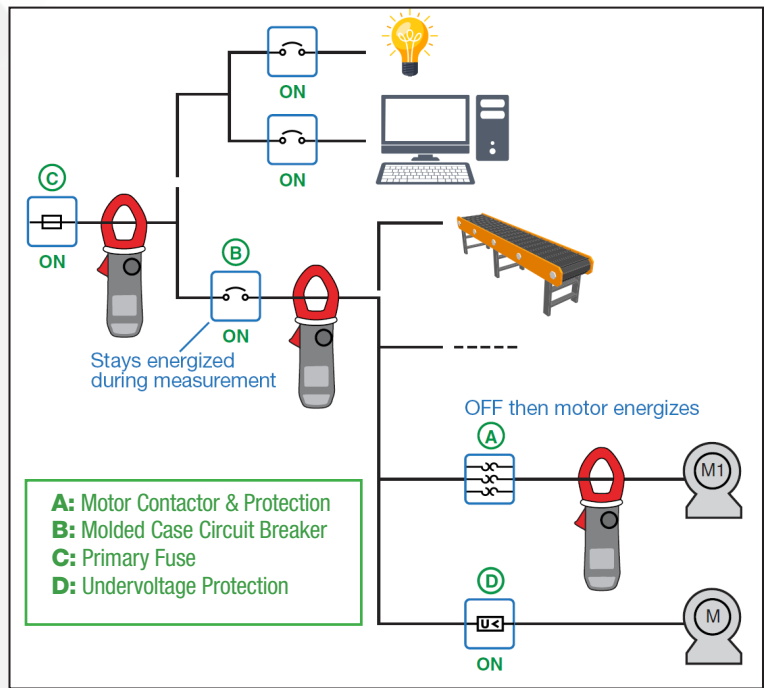 ON
ON
C
ON
B
ON
Stays energized
during measurement
OFF then motor energizes
A
M1
D
U<
ON
M
A: Motor Contactor & Protection
B: Molded Case Circuit Breaker
C: Primary Fuse
D: Undervoltage Protection